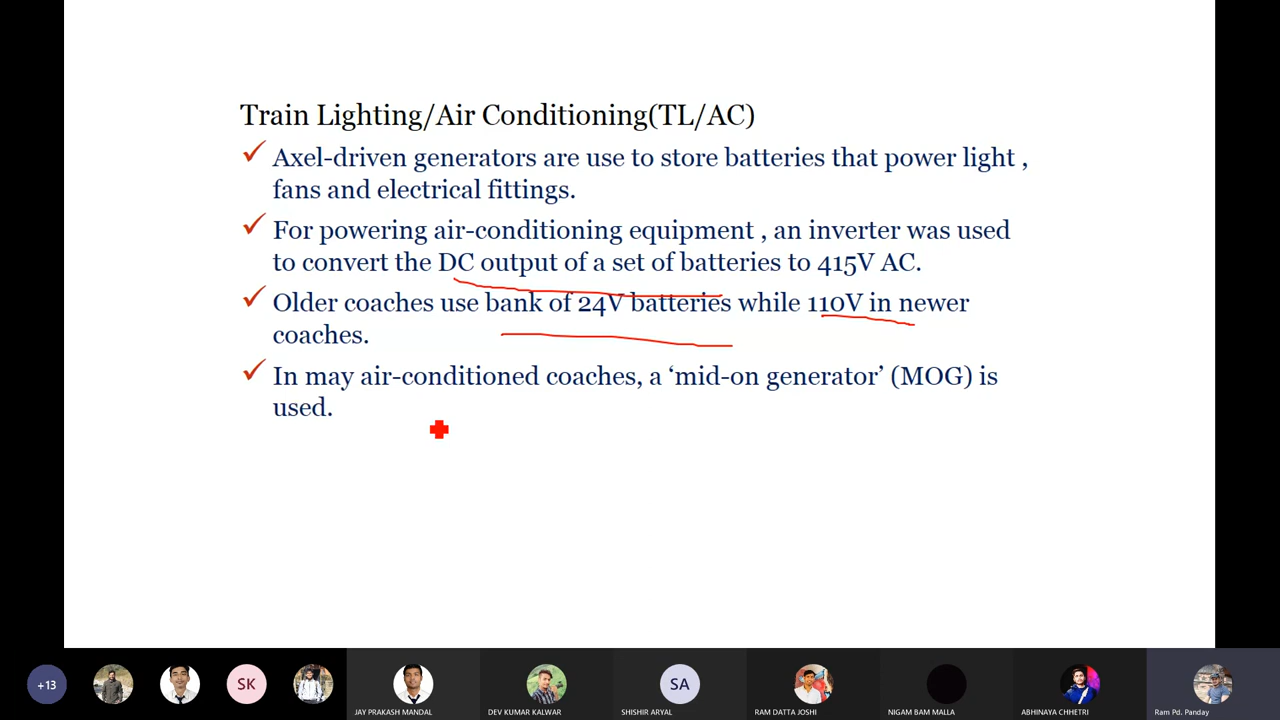 Train Lighting/Air Conditioning(TL/AC)
Axel-driven generators are use to store batteries that power light ,
fans and electrical fittings.
For powering air-conditioning equipment , an inverter was used
to convert the DC output of a set of batteries to 415V AC.
Older coaches use bank of 24V batteries while 110V in newer
coaches.
In may air-conditioned coaches, a ‘mid-on generator’ (MOG) is
used.
+13
SK
SA
JAY PRAKASH MANDAL
DEV KUMAR KALWAR
SHISHIR ARYAL
RAM DATTA JOSHI
NIGAM BAM MALLA
ABHINAYA CHHETRI
Ram Pd. Panday